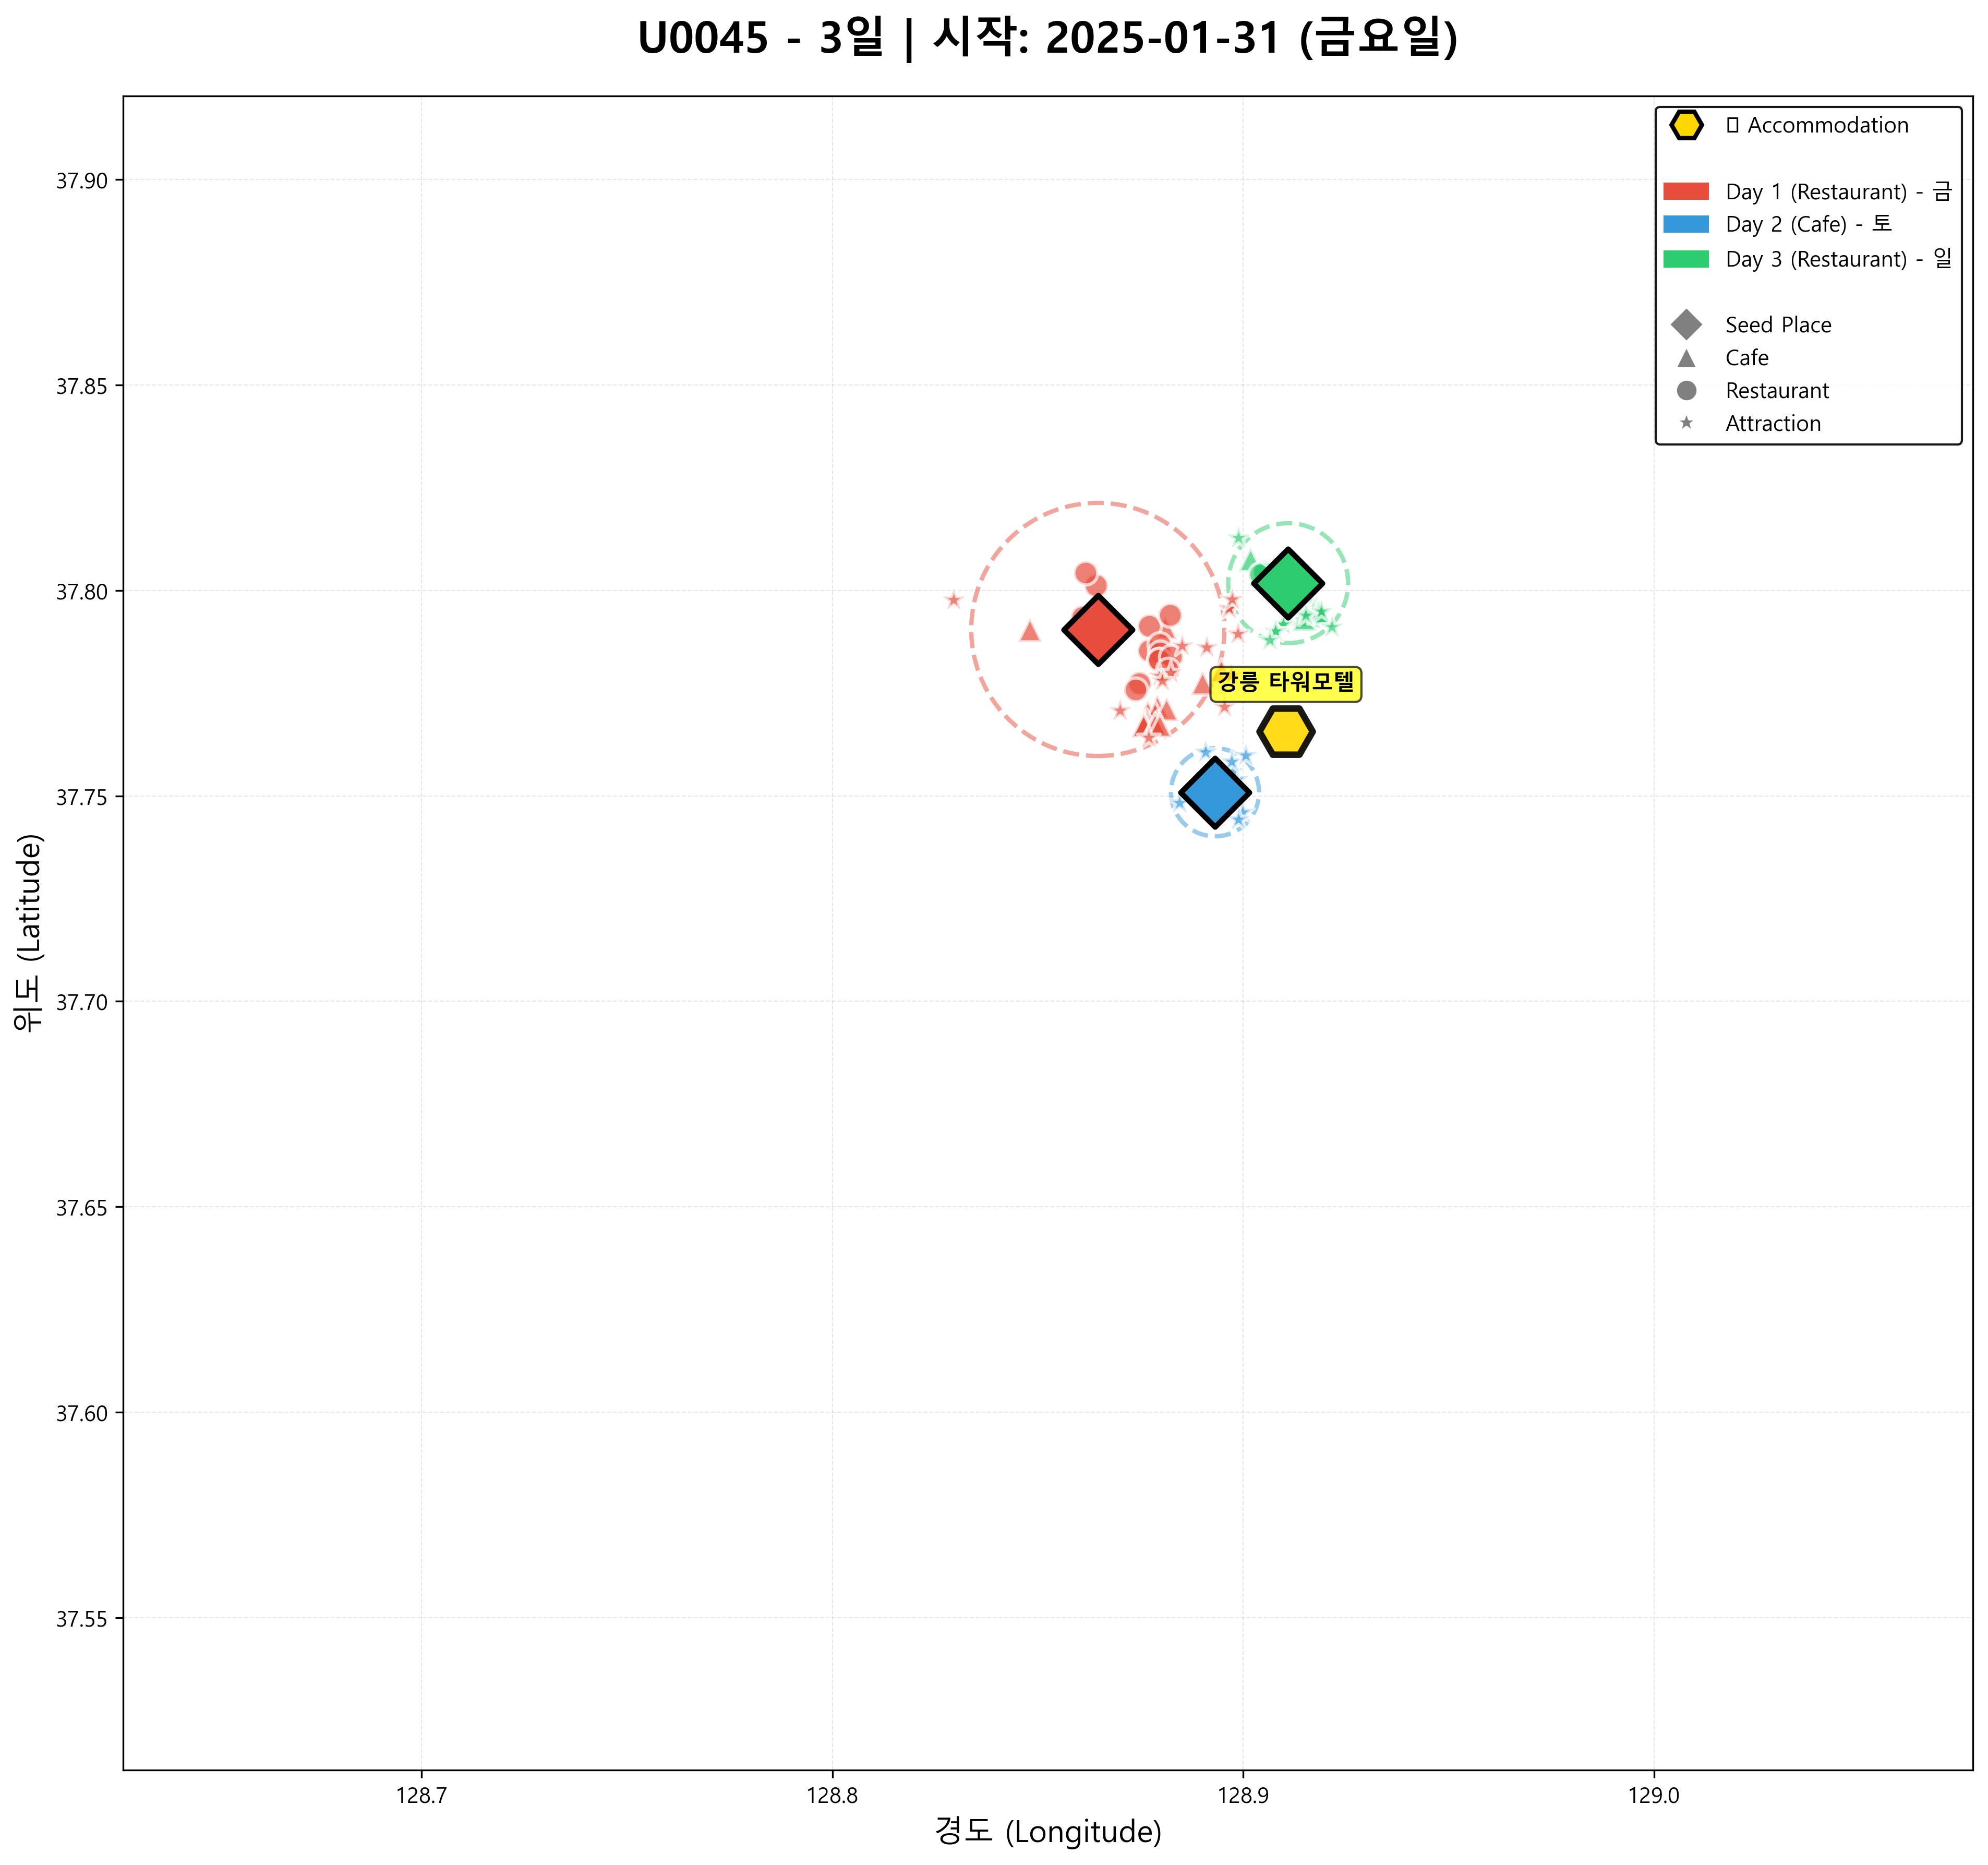 U0045 - 3일 | 시작: 2025-01-31 (금요일)
Accommodation
Day 1 (Restaurant) - 금
Day 2 (Cafe) - 토
Day 3 (Restaurant) - 일
Seed Place
Cafe
Restaurant
Attraction
37.90
37.85
37.80
37.75
37.70
37.65
37.60
37.55
위도 (Latitude)
강릉 타워모텔
128.7
128.8
128.9
129.0
경도 (Longitude)